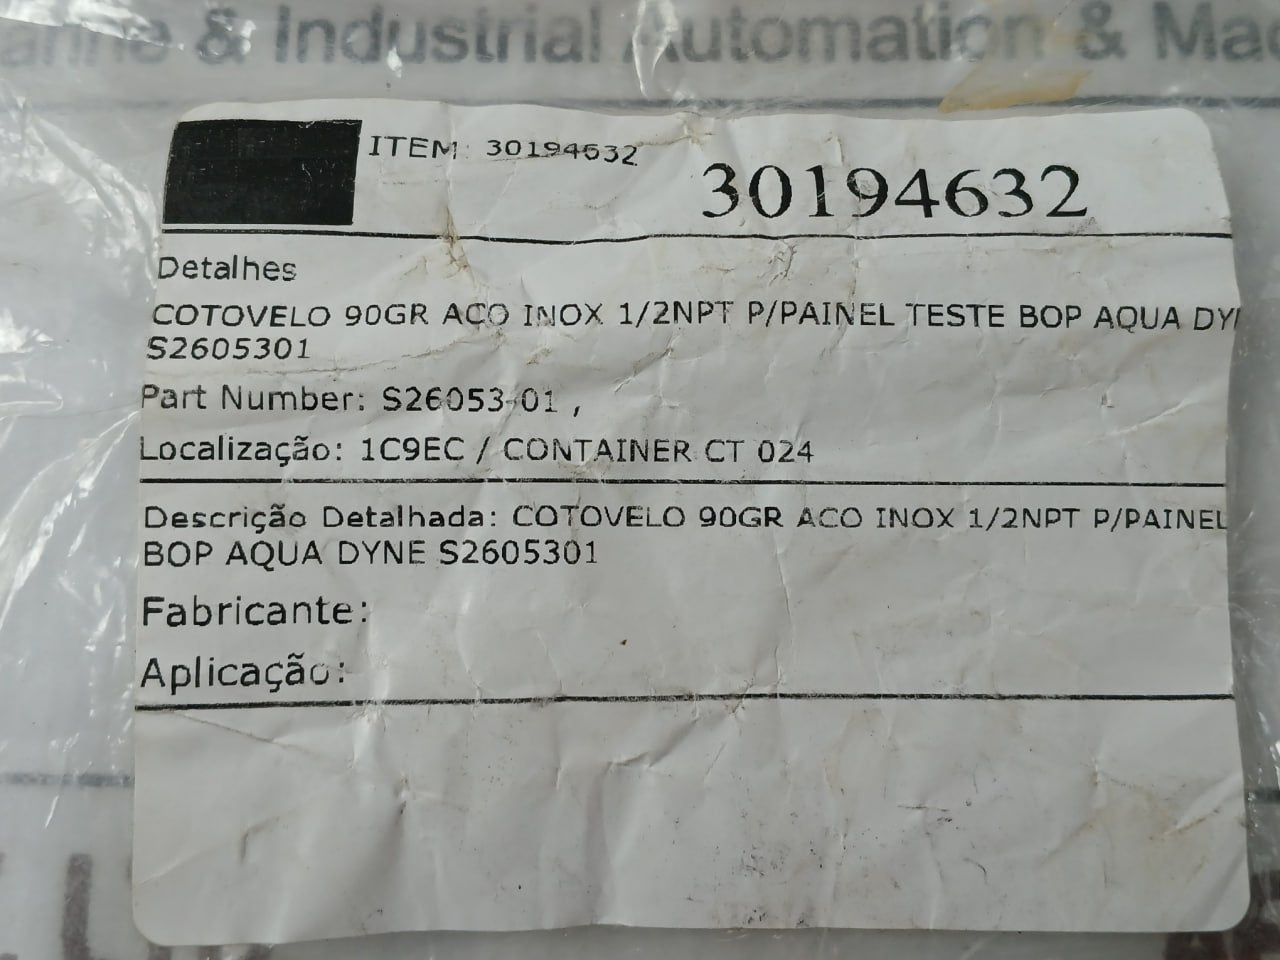 & Industrial Automation &
ITEM: 30194632
30194632
Detalhes
COTOVELO 90GR ACO INOX 1/2NPT P/PAINEL TESTE BOP AQUA
S2605301
Part Number: S26053-01 ,
Localização: 1C9EC / CONTAINER CT 024
Descrição Detalhada: COTOVELO 90GR ACO INOX 1/2NPT P/PAINEL
BOP AQUA DYNE S2605301
Fabricante:
Aplicação: